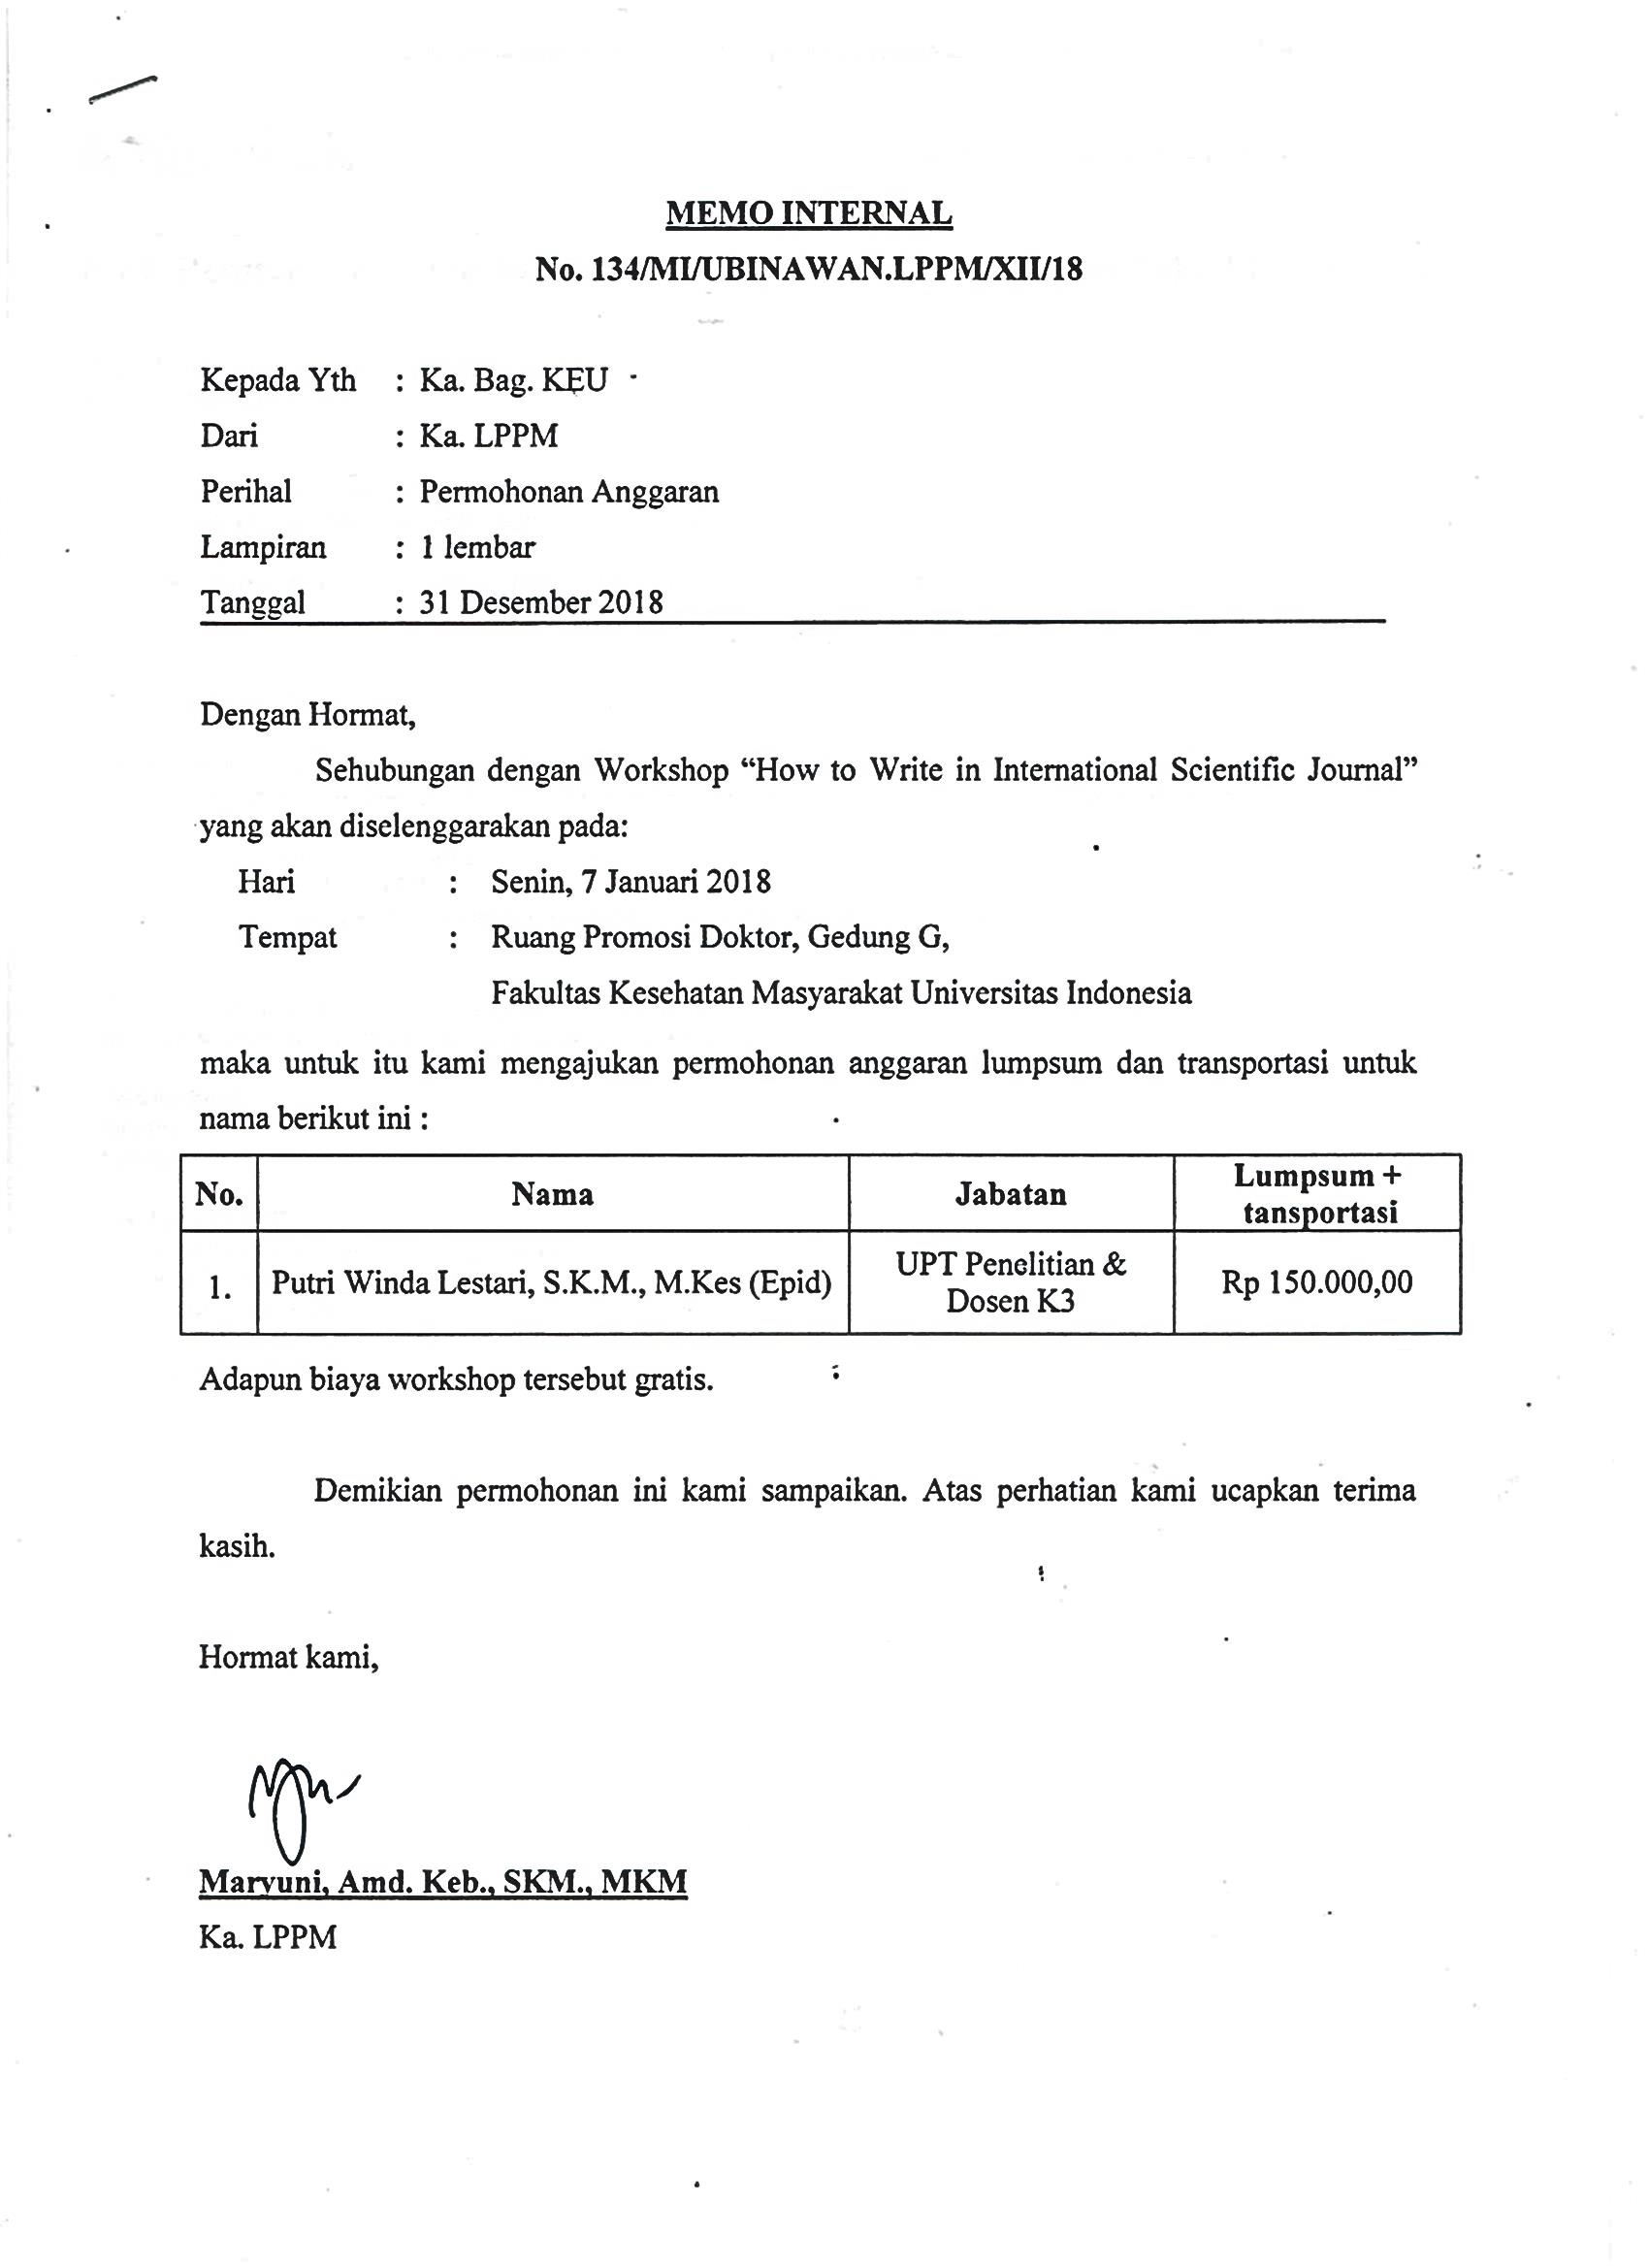 MEMO INTERNAL
No. 134/MI/UBINAWAN.LPPM/XII/18
Kepada Yth : Ka. Bag. KEU
Dari : Ka. LPPM
Perihal : Permohonan Anggaran
Lampiran : 1 lembar
Tanggal : 31 Desember 2018
Dengan Hormat,
Sehubungan dengan Workshop “How to Write in International Scientific Journal”
yang akan diselenggarakan pada:
Hari : Senin, 7 Januari 2018
Tempat : Ruang Promosi Doktor, Gedung G,
Fakultas Kesehatan Masyarakat Universitas Indonesia
maka untuk itu kami mengajukan permohonan anggaran lumpsum dan transportasi untuk
nama berikut ini :
No. Nama Jabatan Lumpsum +
tansportasi
1. Putri Winda Lestari, S.K.M., M.Kes (Epid) UPT Penelitian & Rp 150.000,00
Dosen K3
Adapun biaya workshop tersebut gratis.
Demikian permohonan ini kami sampaikan. Atas perhatian kami ucapkan terima
kasih.
Hormat kami,
Maryuni, Amd. Keb., SKM., MKM
Ka. LPPM